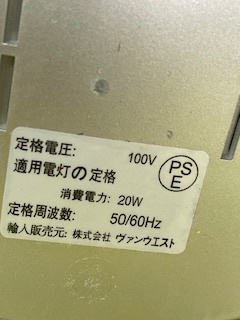 定格電圧: 100V
適用電灯の定格
消費電力: 20W
定格周波数: 50/60Hz
輸入販売元: 株式会社 ヴァンウエスト
PS
E